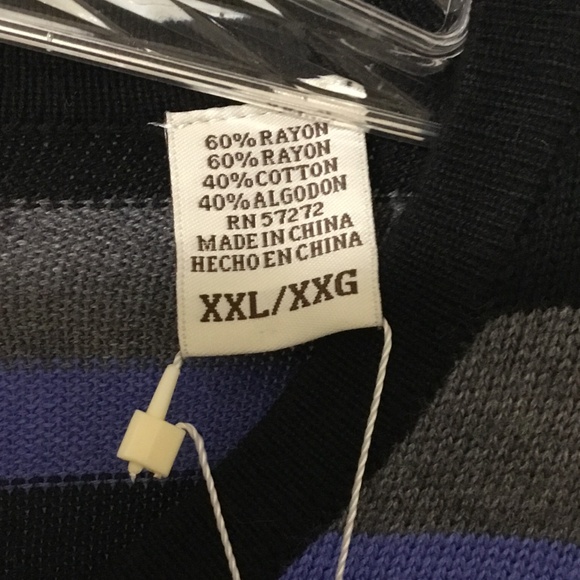 60% RAYON
60% RAYON
40% COTTON
40% ALGODON
RN 57272
MADE IN CHINA
HECHO EN CHINA
XXL/XXG